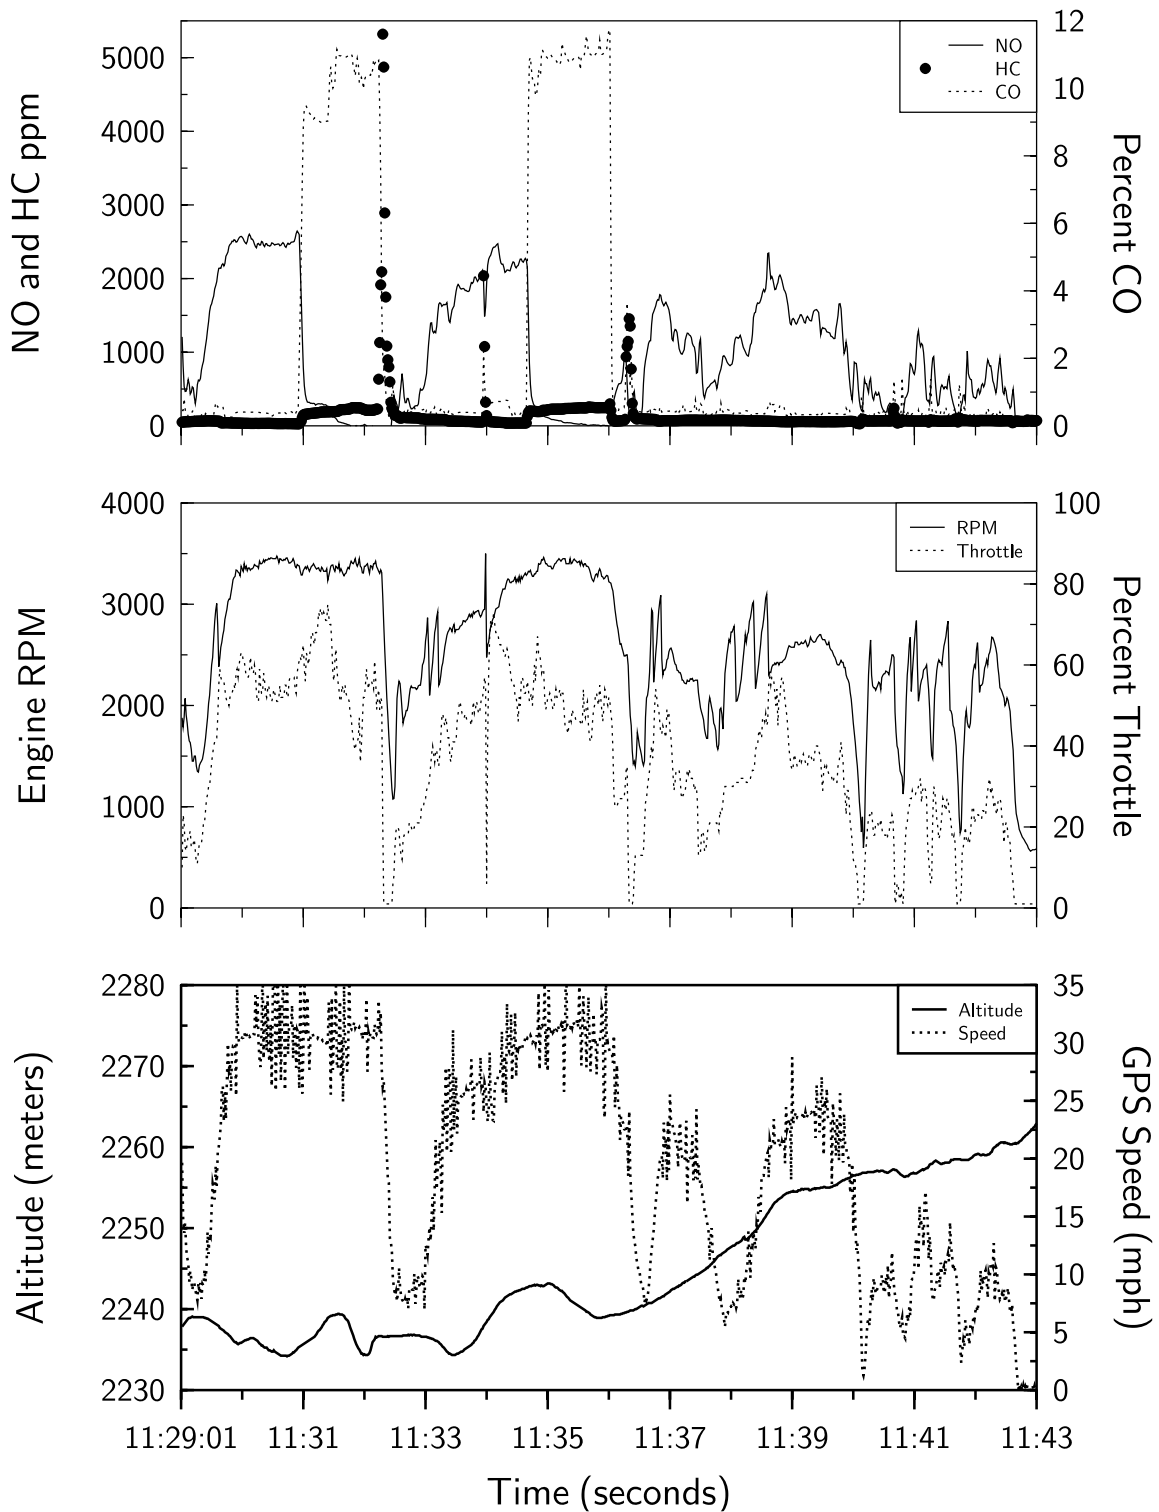 12
5000
4000
3000
2000
1000
0
10
8
6
4
2
0
NO and HC ppm
Percent CO
NO
HC
CO
4000
3000
2000
1000
0
100
80
60
40
20
0
Engine RPM
Percent Throttle
RPM
Throttle
2280
2270
2260
2250
2240
2230
35
30
25
20
15
10
5
0
Altitude (meters)
GPS Speed (mph)
Altitude
Speed
11:29:01 11:31 11:33 11:35 11:37 11:39 11:41 11:43
Time (seconds)